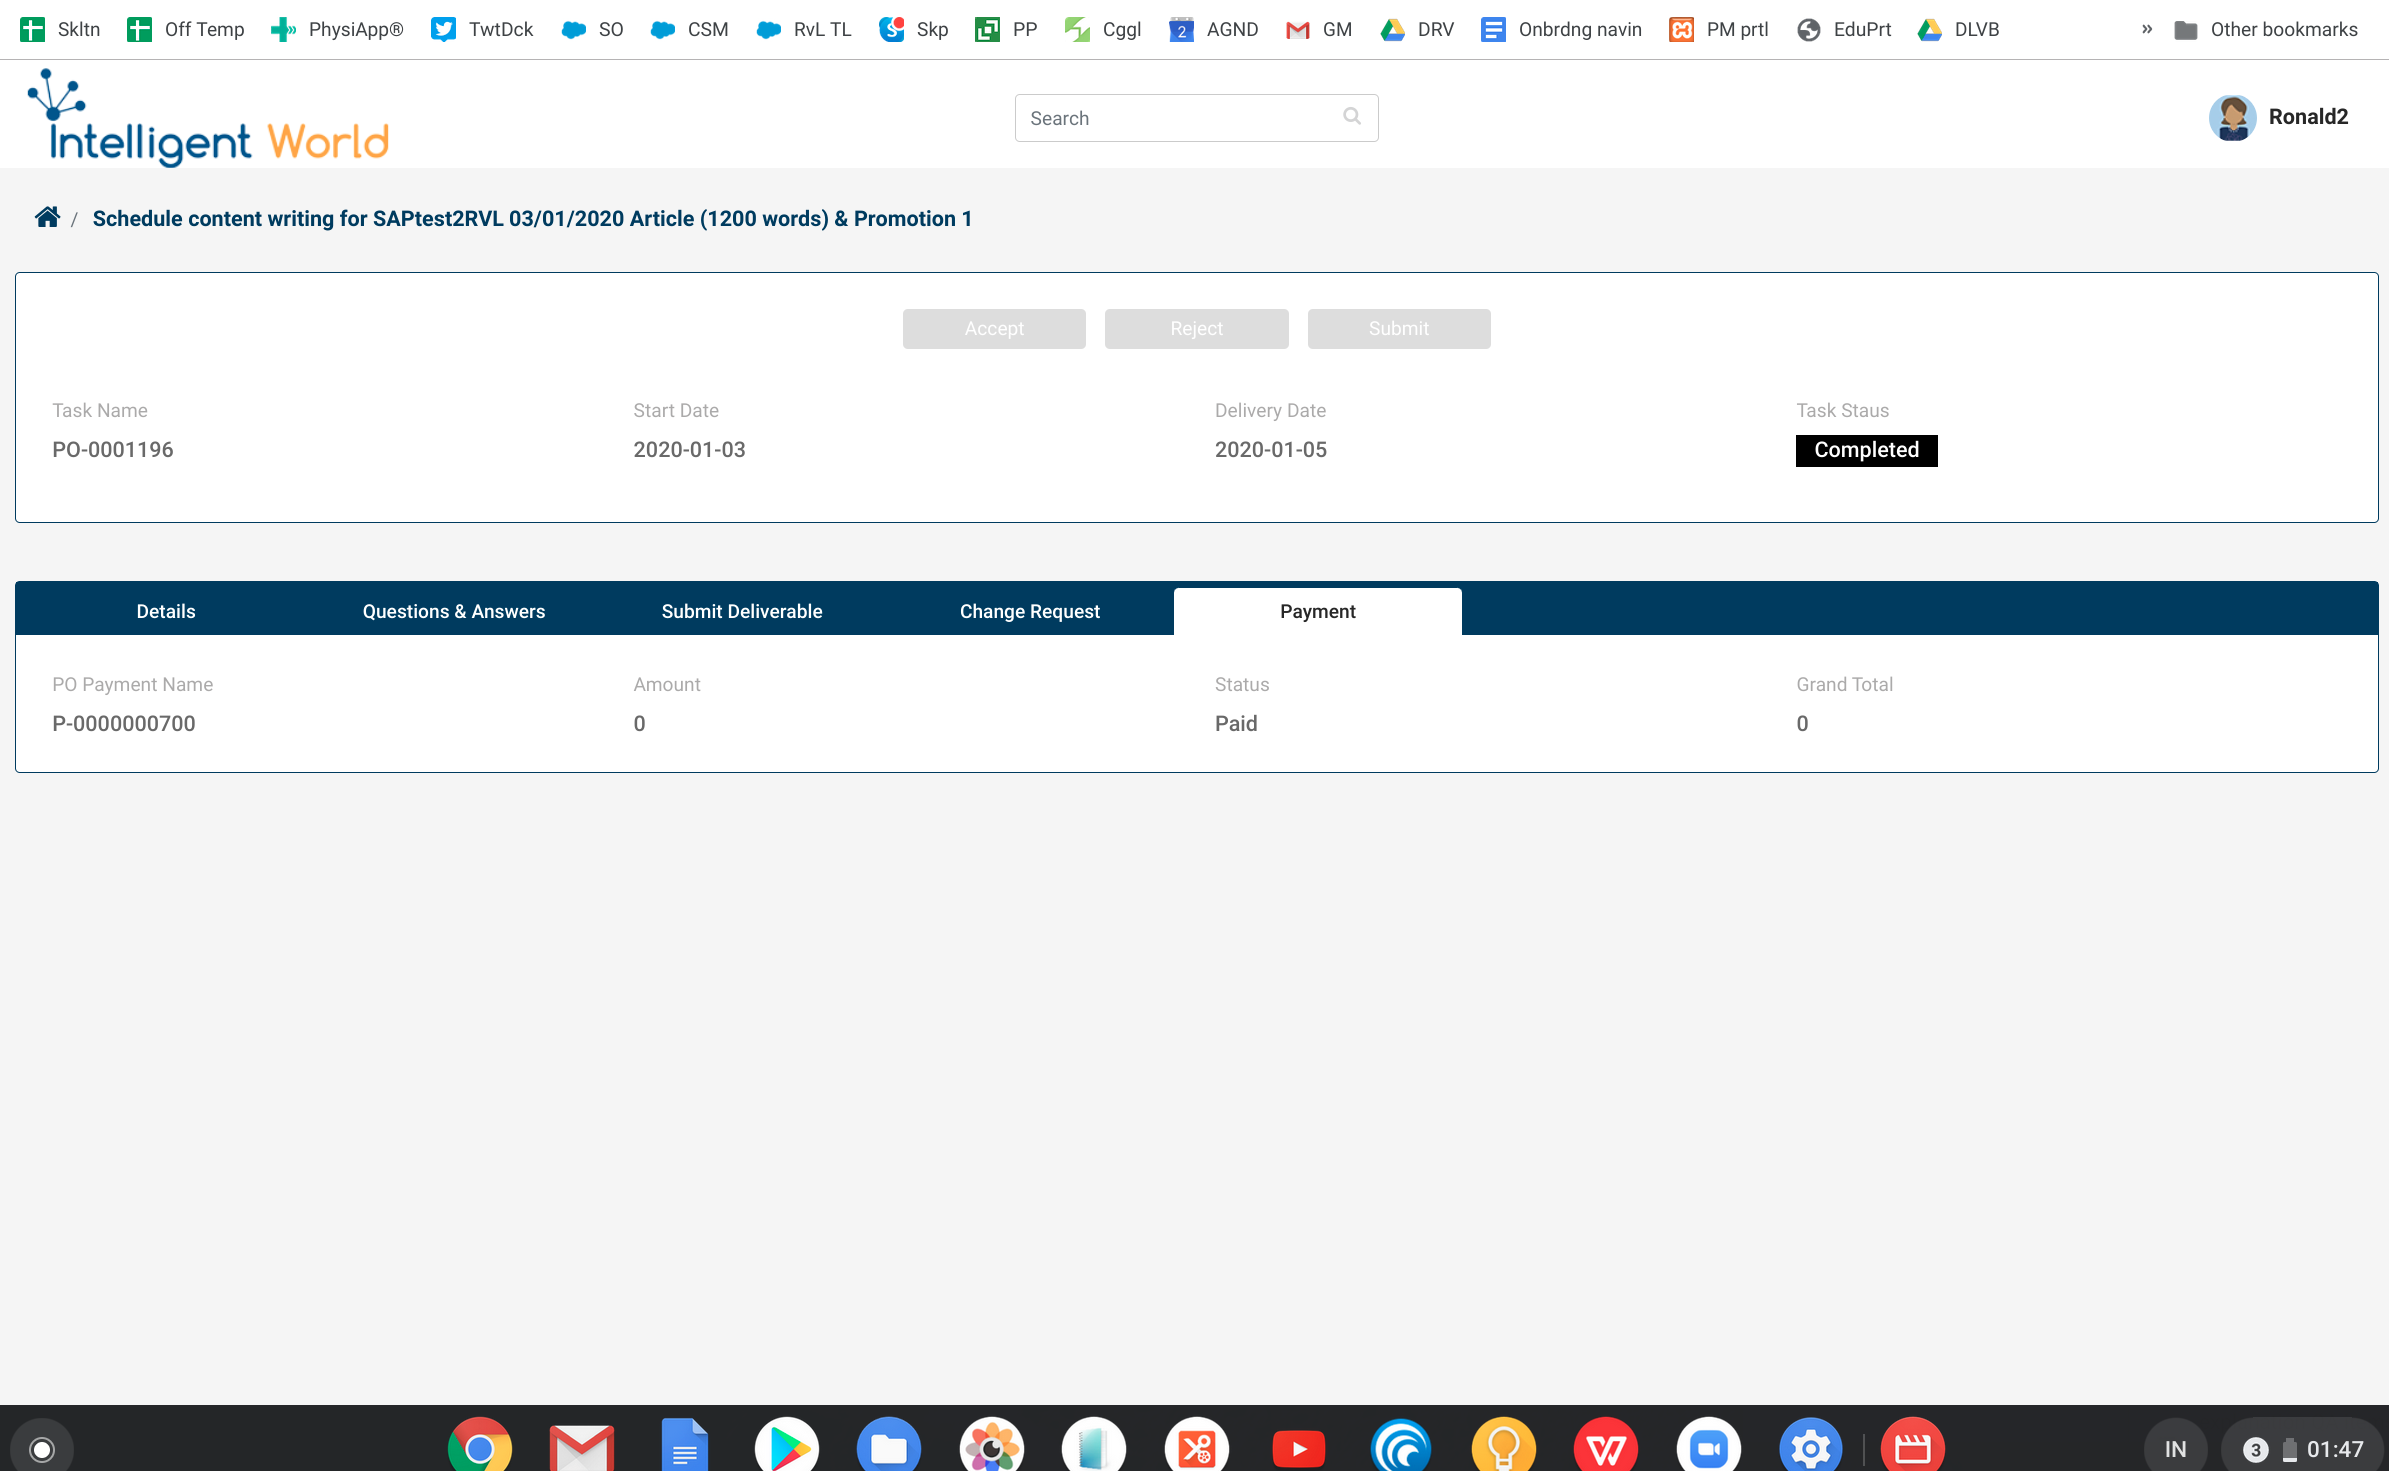 Skltn Off Temp PhysiApp® TwtDck SO CSM RvL TL Skp PP Cggl 2 AGND GM DRV Onbrdng navin PM prtl EduPrt DLVB » Other bookmarks
Intelligent World
Search
Ronald2
/ Schedule content writing for SAPtest2RVL 03/01/2020 Article (1200 words) & Promotion 1
Accept Reject Submit
Task Name Start Date Delivery Date Task Staus
PO-0001196 2020-01-03 2020-01-05 Completed
Details Questions & Answers Submit Deliverable Change Request Payment
PO Payment Name Amount Status Grand Total
P-0000000700 0 Paid 0
IN 3 01:47